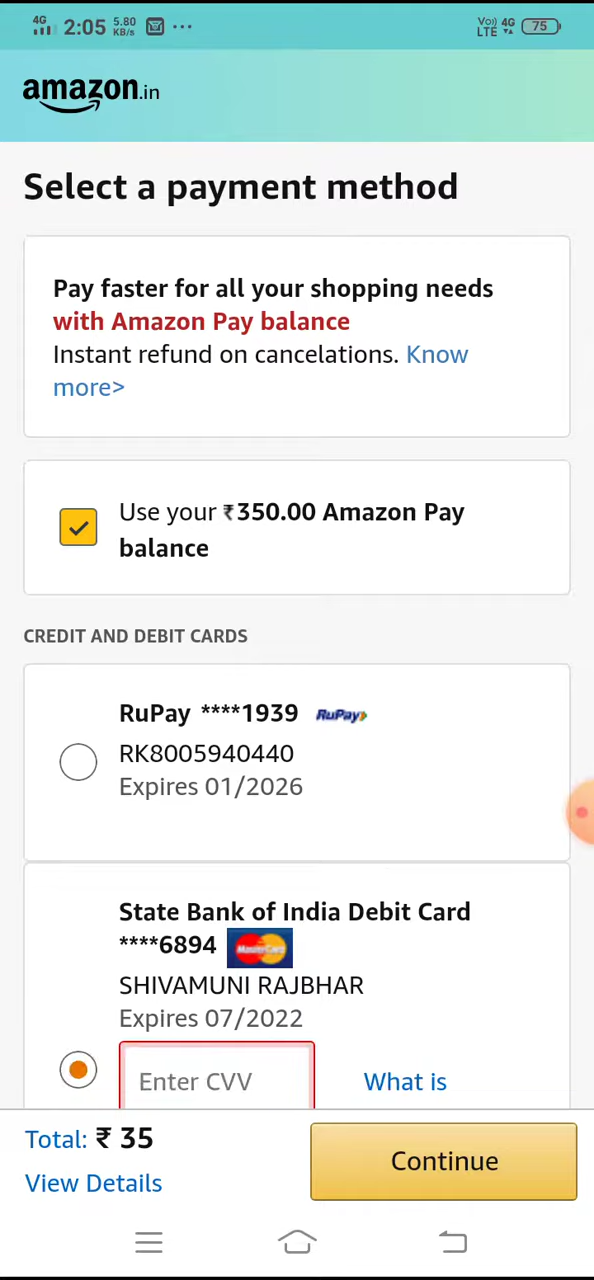 4G 2:05 5.80 KB/s ... Vo) LTE 4G 75
amazon.in
Select a payment method
Pay faster for all your shopping needs
with Amazon Pay balance
Instant refund on cancelations. Know
more>
Use your ₹350.00 Amazon Pay
balance
CREDIT AND DEBIT CARDS
RuPay ****1939 RuPay
RK8005940440
Expires 01/2026
State Bank of India Debit Card
****6894 MasterCard
SHIVAMUNI RAJBHAR
Expires 07/2022
Enter CVV What is
Total: ₹ 35
View Details
Continue